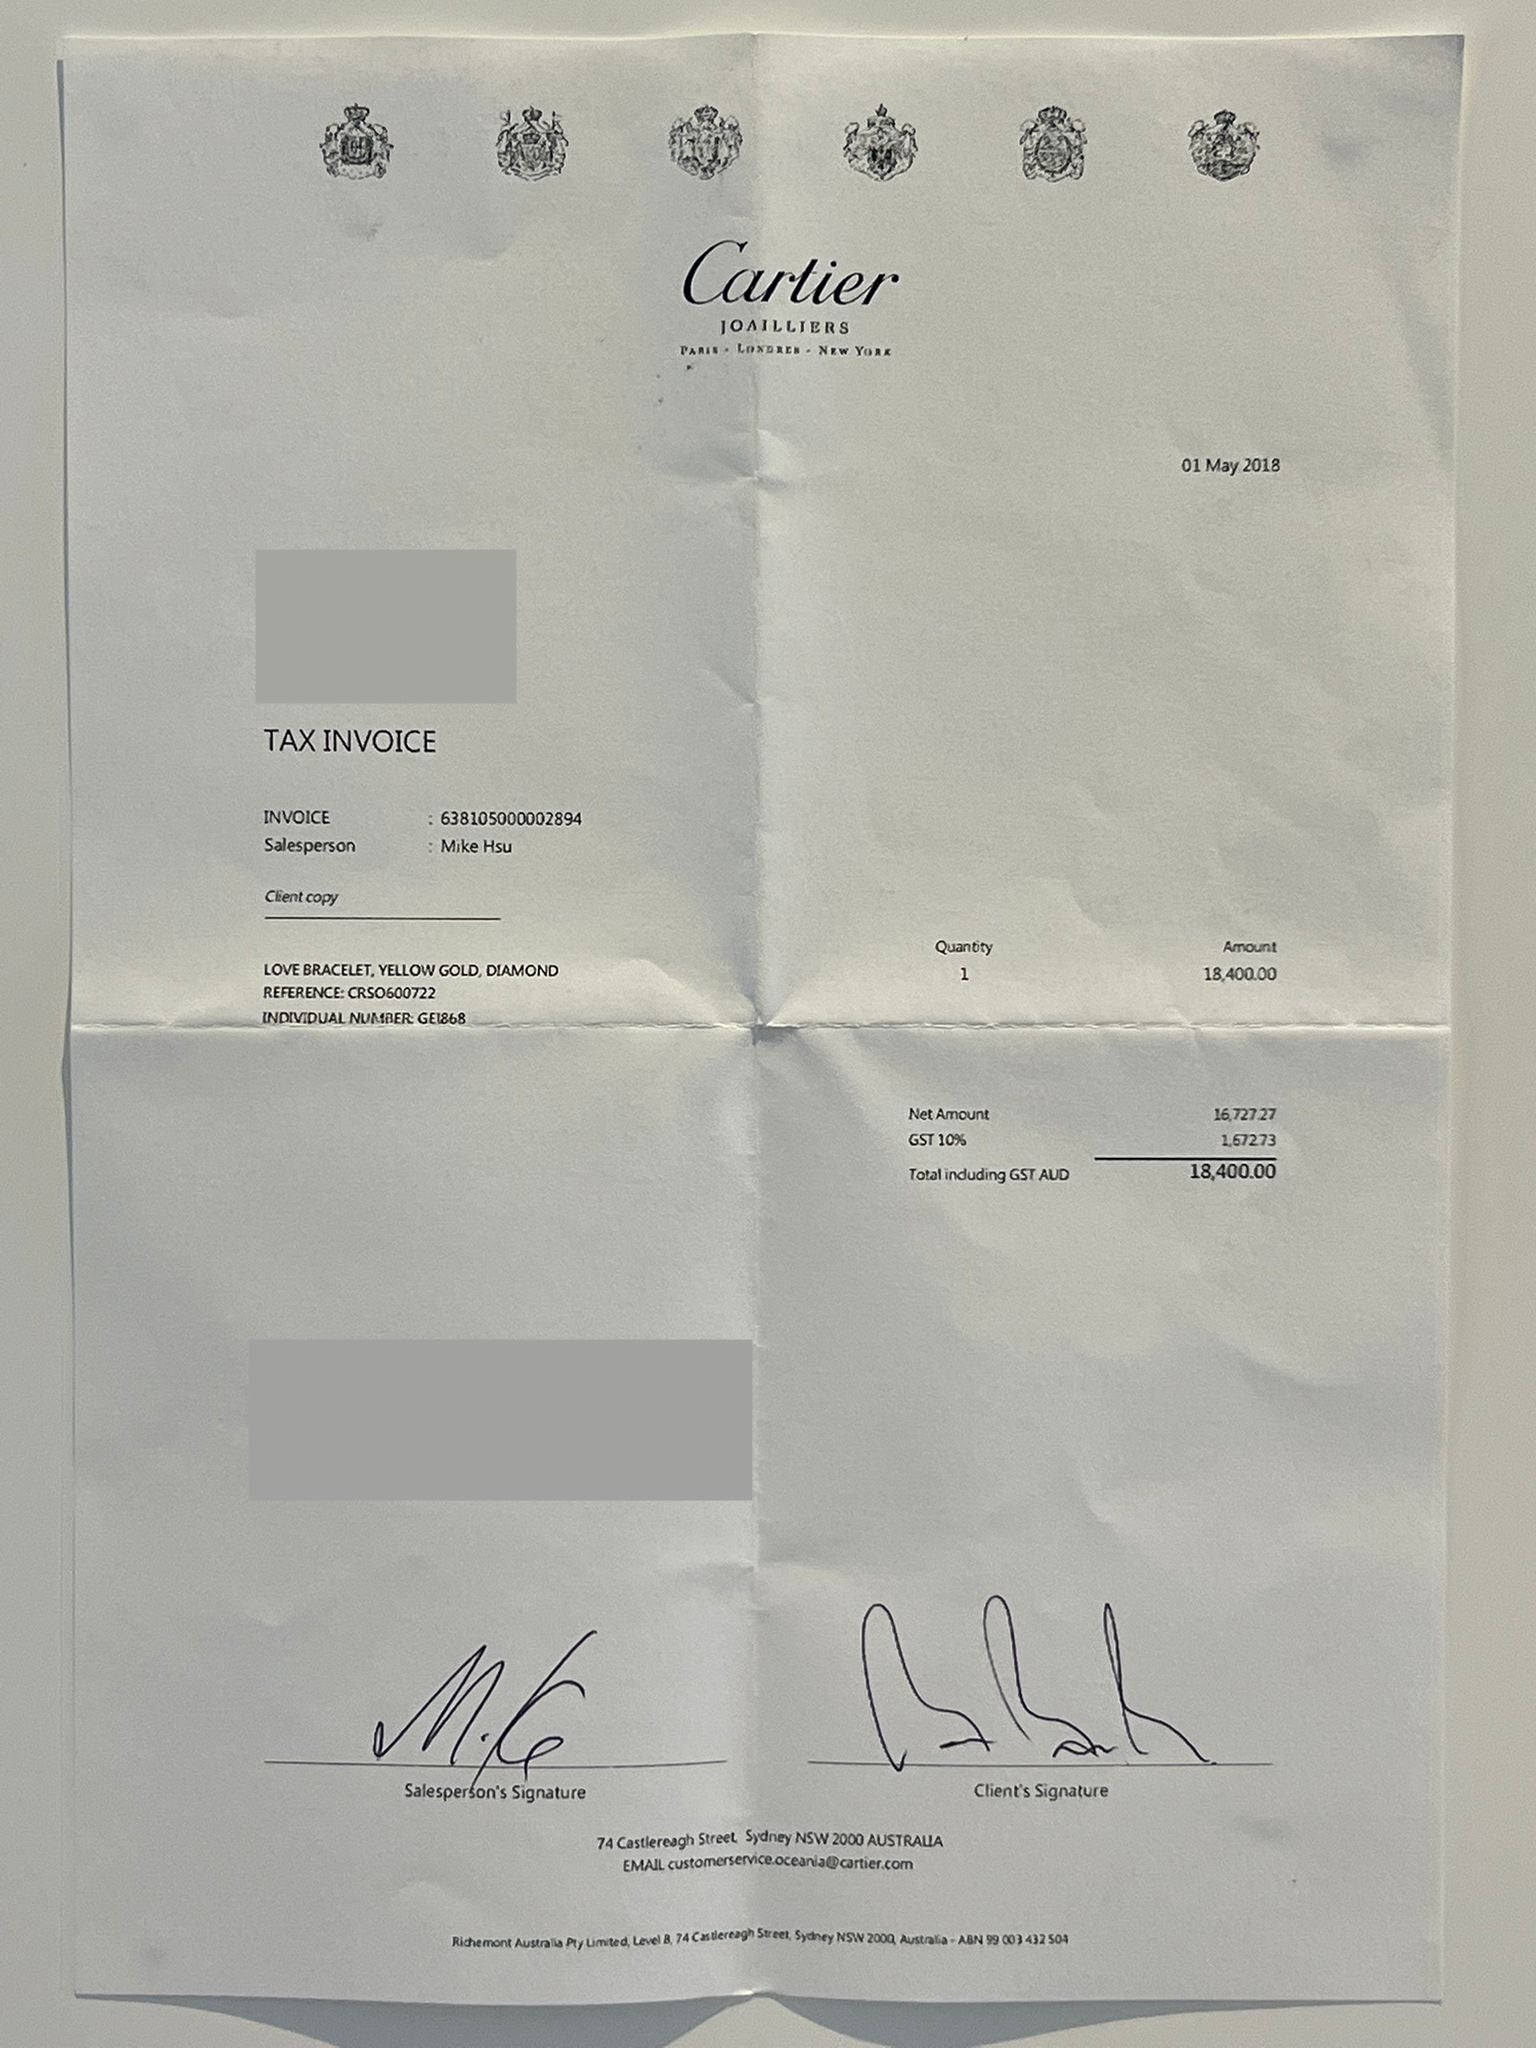 Cartier
JOAILLIERS
PARIS - LONDRES - NEW YORK
01 May 2018
TAX INVOICE
INVOICE : 638105000002894
Salesperson : Mike Hsu
Client copy
Quantity Amount
LOVE BRACELET, YELLOW GOLD, DIAMOND 1 18,400.00
REFERENCE: CRSO600722
INDIVIDUAL NUMBER: GEI868
Net Amount 16,727.27
GST 10% 1,672.73
Total including GST AUD 18,400.00
Salesperson's Signature Client's Signature
74 Castlereagh Street, Sydney NSW 2000 AUSTRALIA
EMAIL customerservice.oceania@cartier.com
Richemont Australia Pty Limited, Level 8, 74 Castlereagh Street, Sydney NSW 2000, Australia - ABN 99 003 432 504